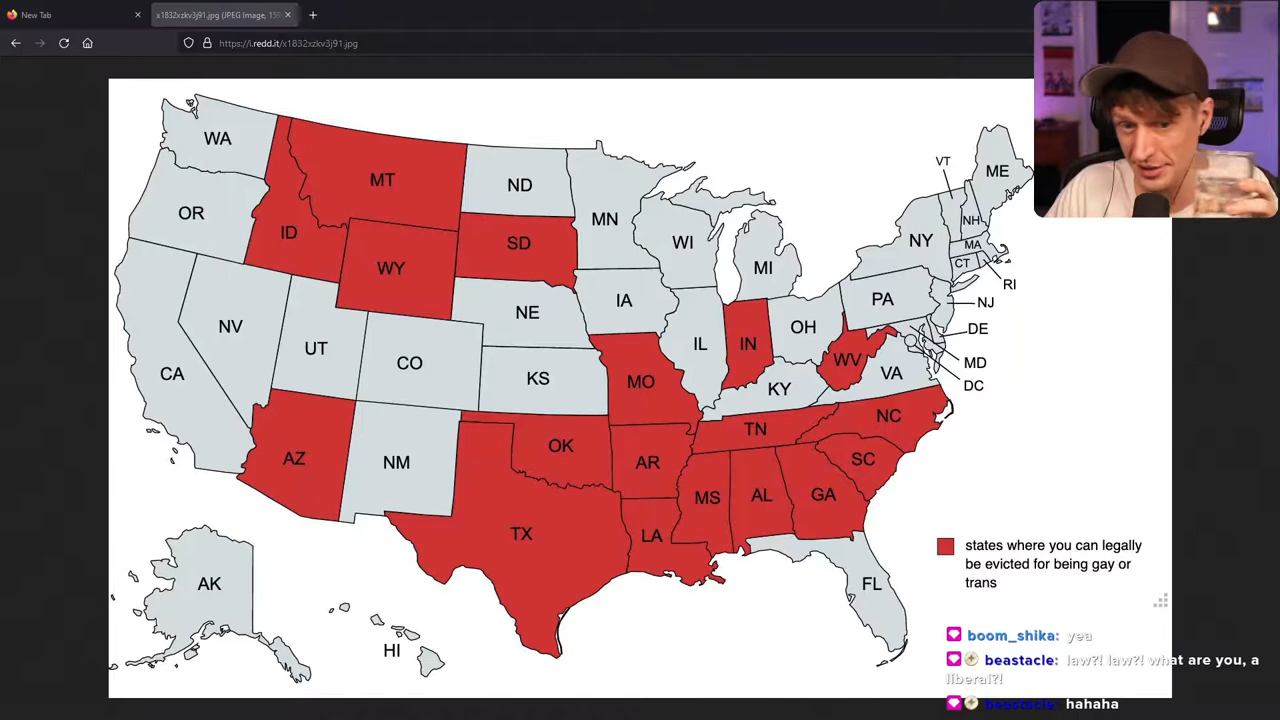 New Tab
x1832xzkv3j91.jpg (JPEG Image, 159
https://i.redd.it/x1832xzkv3j91.jpg
WA
MT
ND
MN
VT
ME
OR
ID
WY
SD
WI
MI
NY
NH
MA
CT
RI
NV
UT
CO
NE
IA
IL
IN
OH
PA
NJ
DE
MD
DC
CA
KS
MO
KY
WV
VA
AZ
NM
OK
AR
TN
NC
SC
TX
LA
MS
AL
GA
FL
AK
HI
states where you can legally
be evicted for being gay or
trans
boom_shika: yea
beastacle: law?! law?! what are you, a
liberal?!
beastacle: hahaha